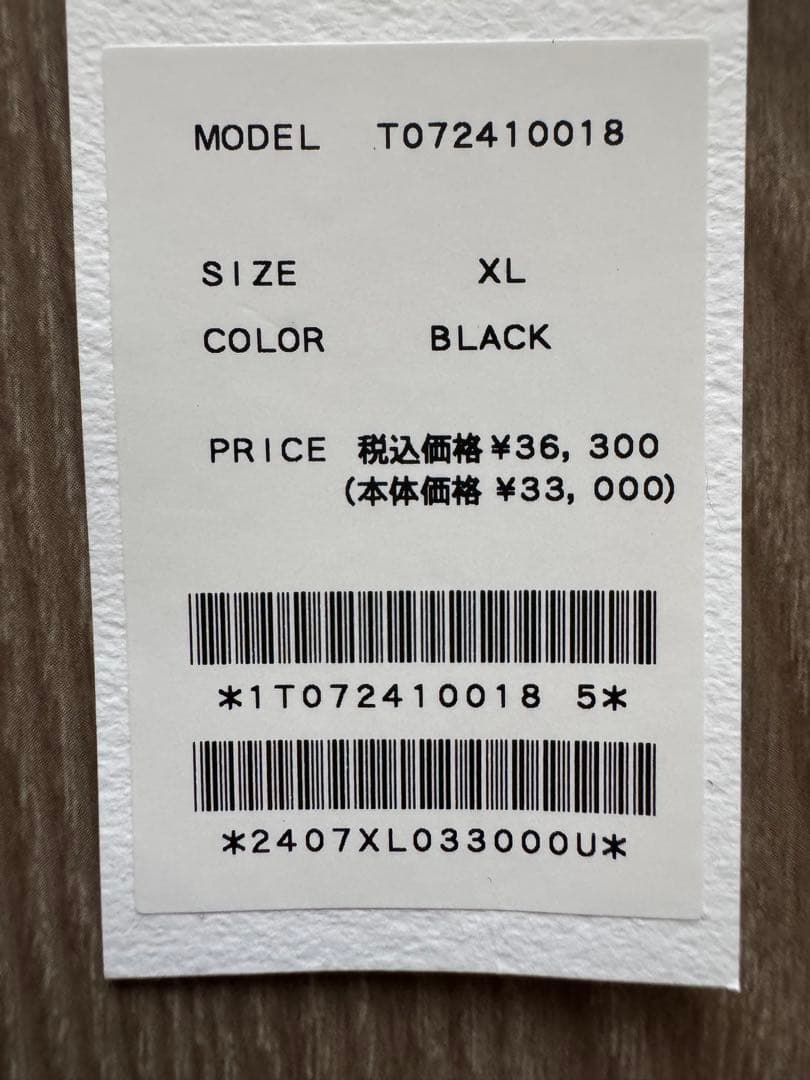 MODEL T072410018
SIZE XL
COLOR BLACK
PRICE 税込価格¥36, 300
(本体価格 ¥33, 000)
*1T072410018 5*
*2407XL033000U*